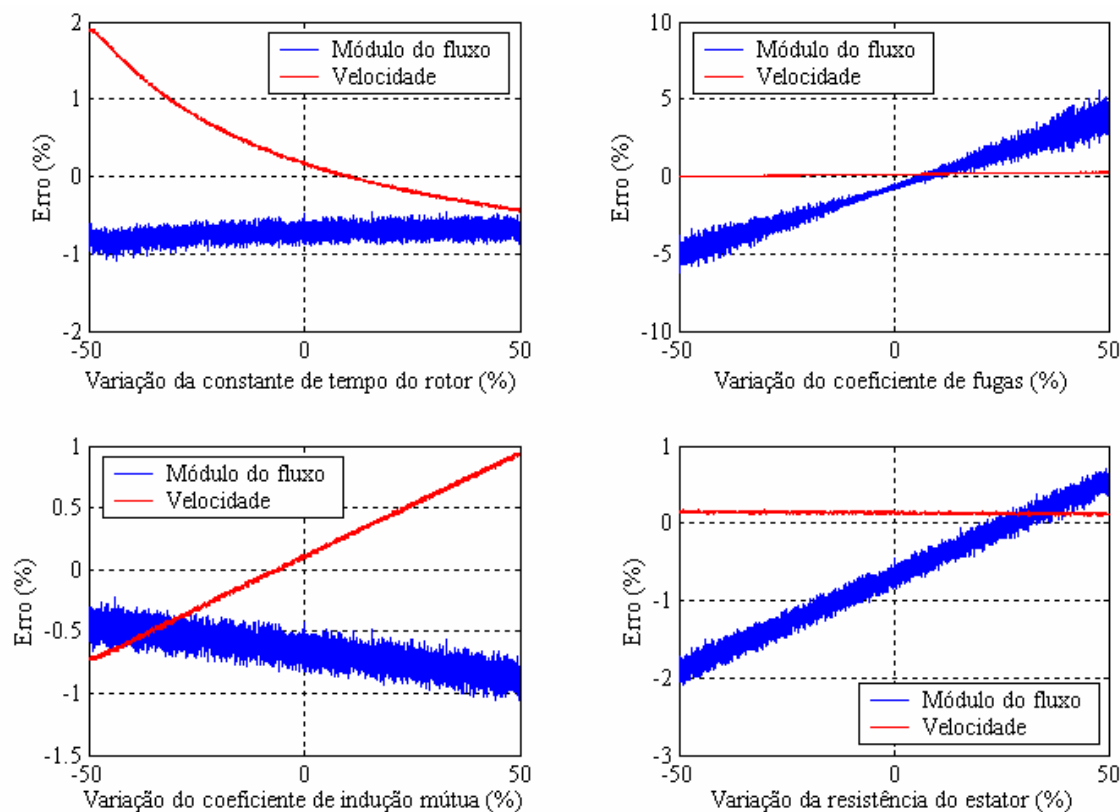 2
Módulo do fluxo
Velocidade
1
0
-1
-2
Erro (%)
-50
0
50
Variação da constante de tempo do rotor (%)
10
Módulo do fluxo
Velocidade
5
0
-5
-10
Erro (%)
-50
0
50
Variação do coeficiente de fugas (%)
1
Módulo do fluxo
Velocidade
0.5
0
-0.5
-1
-1.5
Erro (%)
-50
0
50
Variação do coeficiente de indução mútua (%)
1
0
-1
-2
-3
Erro (%)
Módulo do fluxo
Velocidade
-50
0
50
Variação da resistência do estator (%)